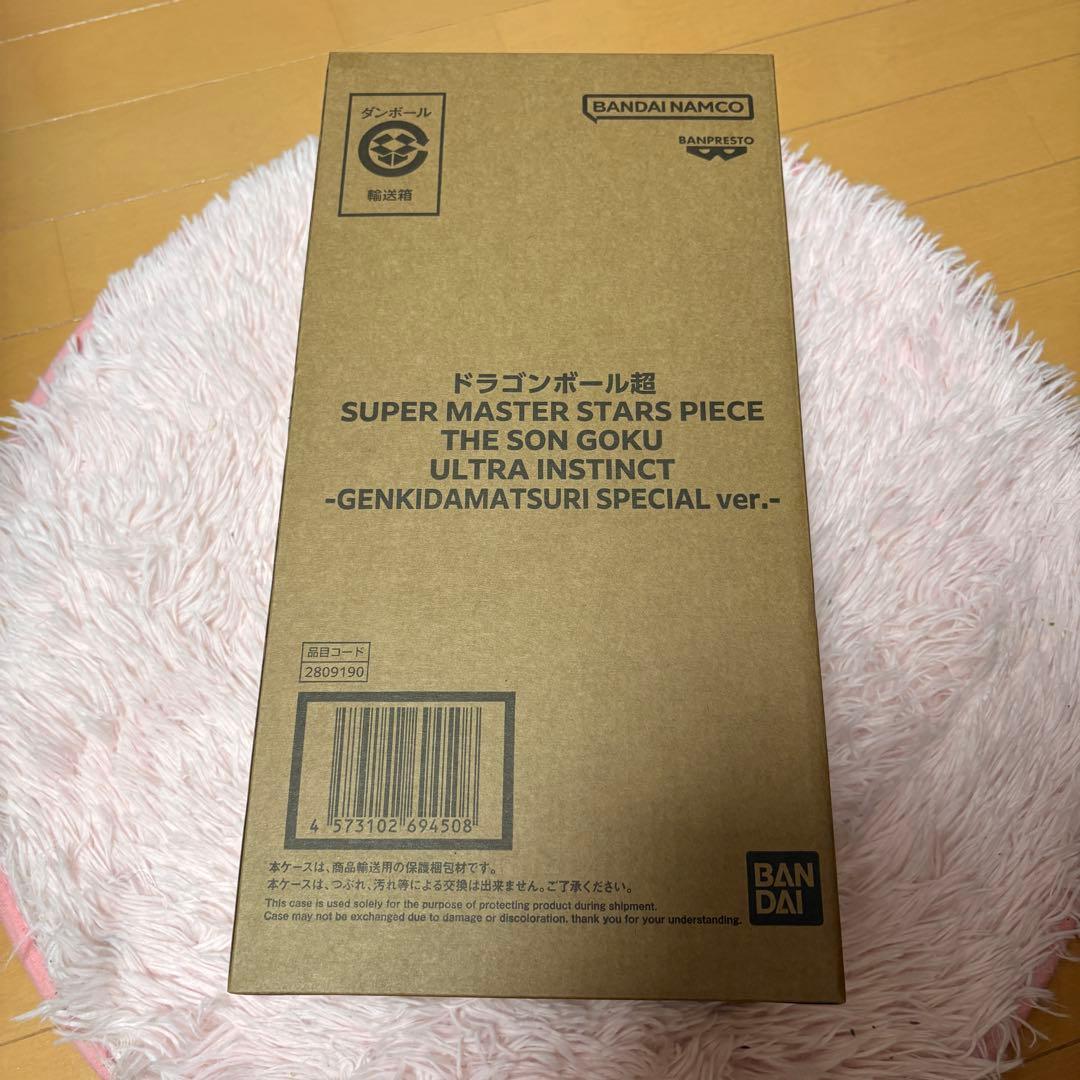 ダンボール
輸送箱
BANDAI NAMCO
BANPRESTO
ドラゴンボール超
SUPER MASTER STARS PIECE
THE SON GOKU
ULTRA INSTINCT
-GENKIDAMATSURI SPECIAL ver.-
品目コード
2809190
4 573102 694508
本ケースは、商品輸送用の保護梱包材です。
本ケースは、つぶれ、汚れ等による交換は出来ません。ご了承ください。
This case is used solely for the purpose of protecting product during shipment.
Case may not be exchanged due to damage or discoloration, thank you for your understanding.
BAN
DAI